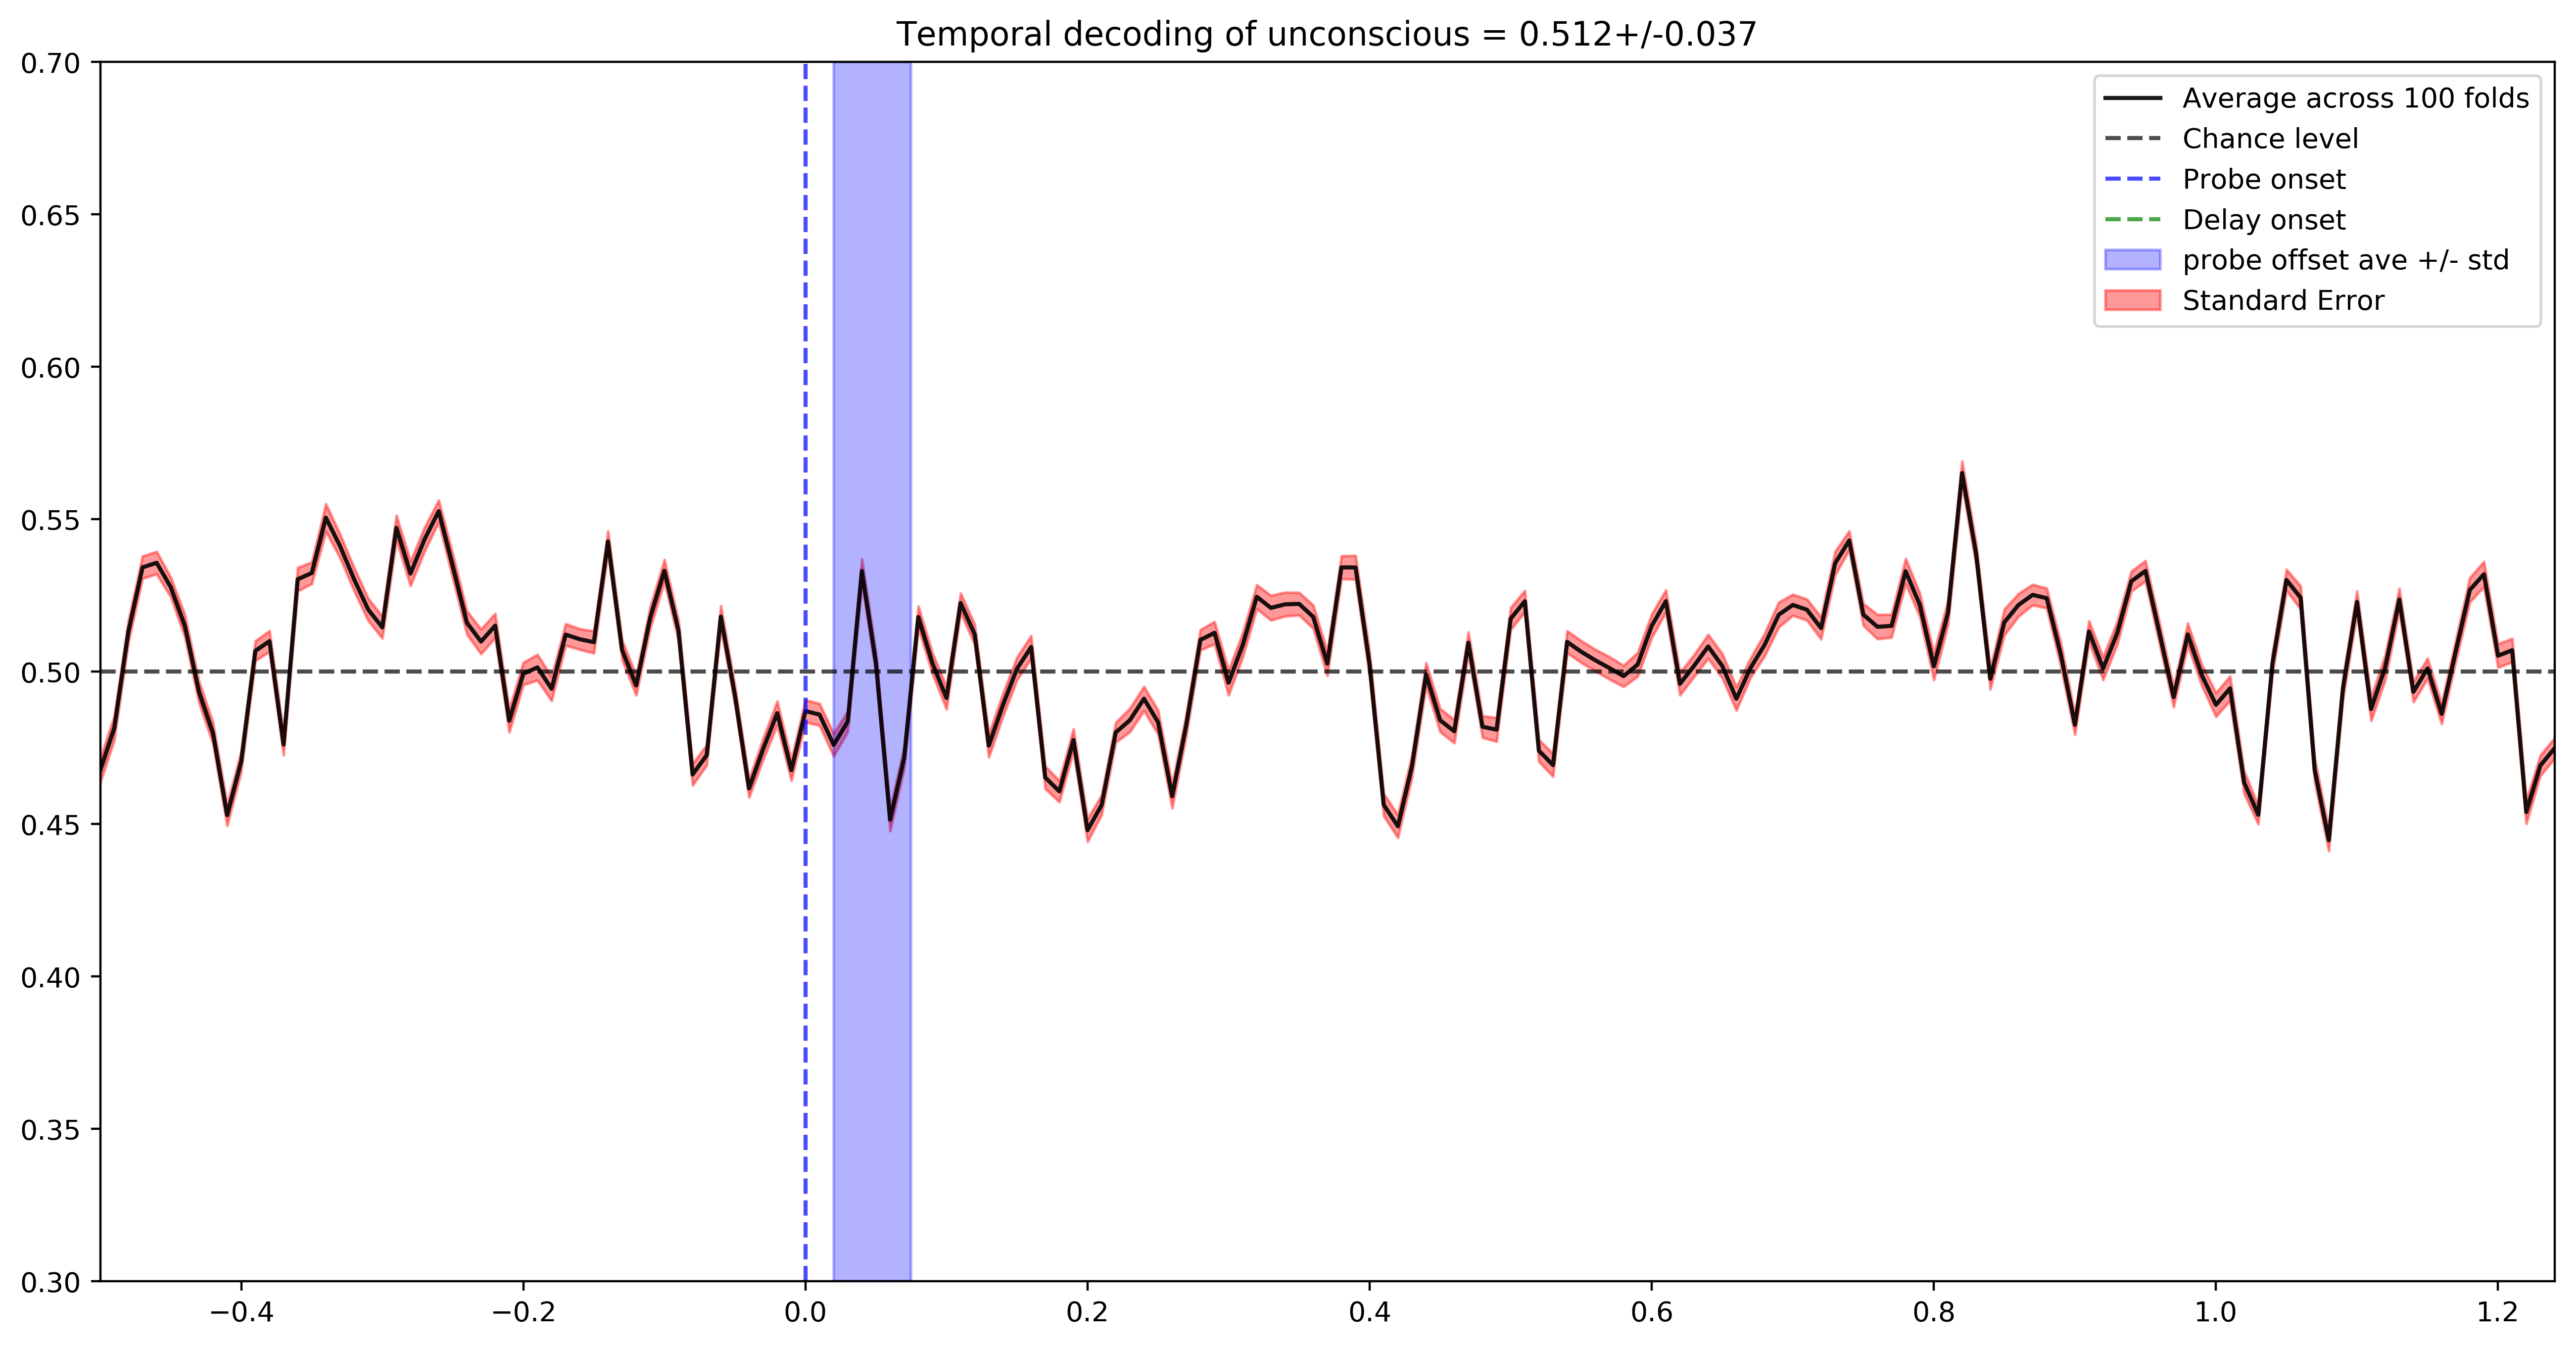 Temporal decoding of unconscious = 0.512+/-0.037
0.70
0.65
0.60
0.55
0.50
0.45
0.40
0.35
0.30
Average across 100 folds
Chance level
Probe onset
Delay onset
probe offset ave +/- std
Standard Error
−0.4 −0.2 0.0 0.2 0.4 0.6 0.8 1.0 1.2